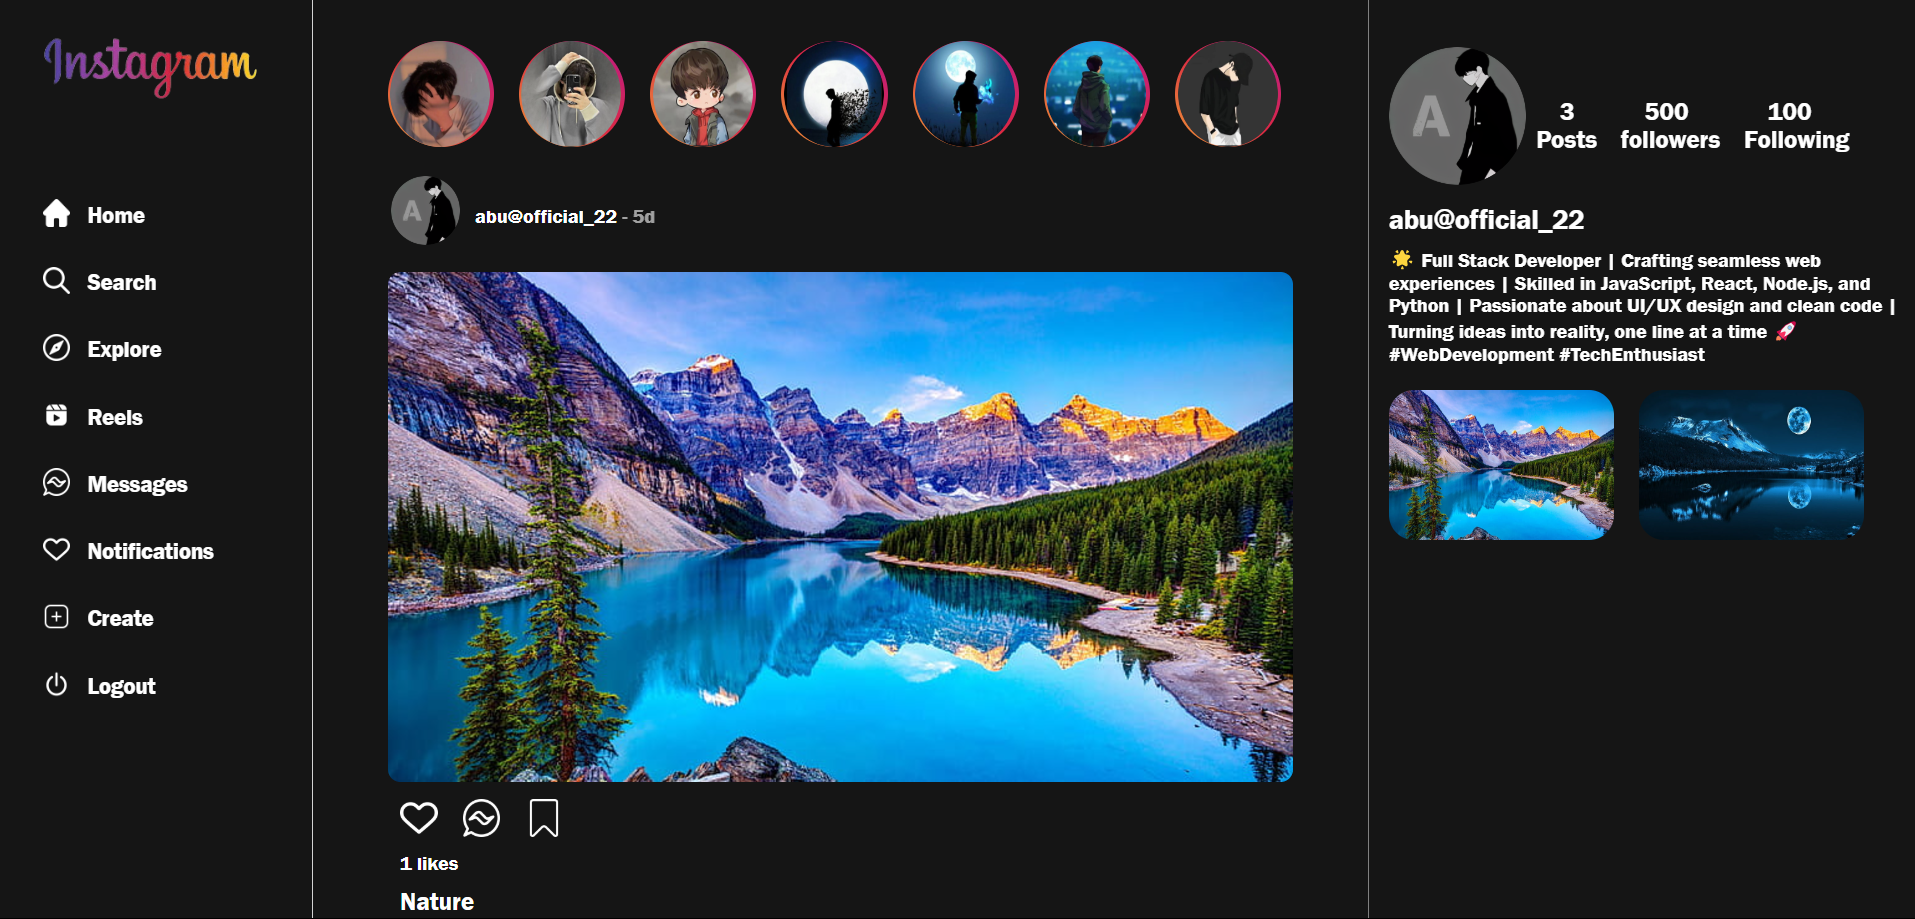 Instagram
Home
Search
Explore
Reels
Messages
Notifications
Create
Logout
A
abu@official_22 - 5d
1 likes
Nature
A
3 500 100
Posts followers Following
abu@official_22
🌟 Full Stack Developer | Crafting seamless web
experiences | Skilled in JavaScript, React, Node.js, and
Python | Passionate about UI/UX design and clean code |
Turning ideas into reality, one line at a time 🚀
#WebDevelopment #TechEnthusiast